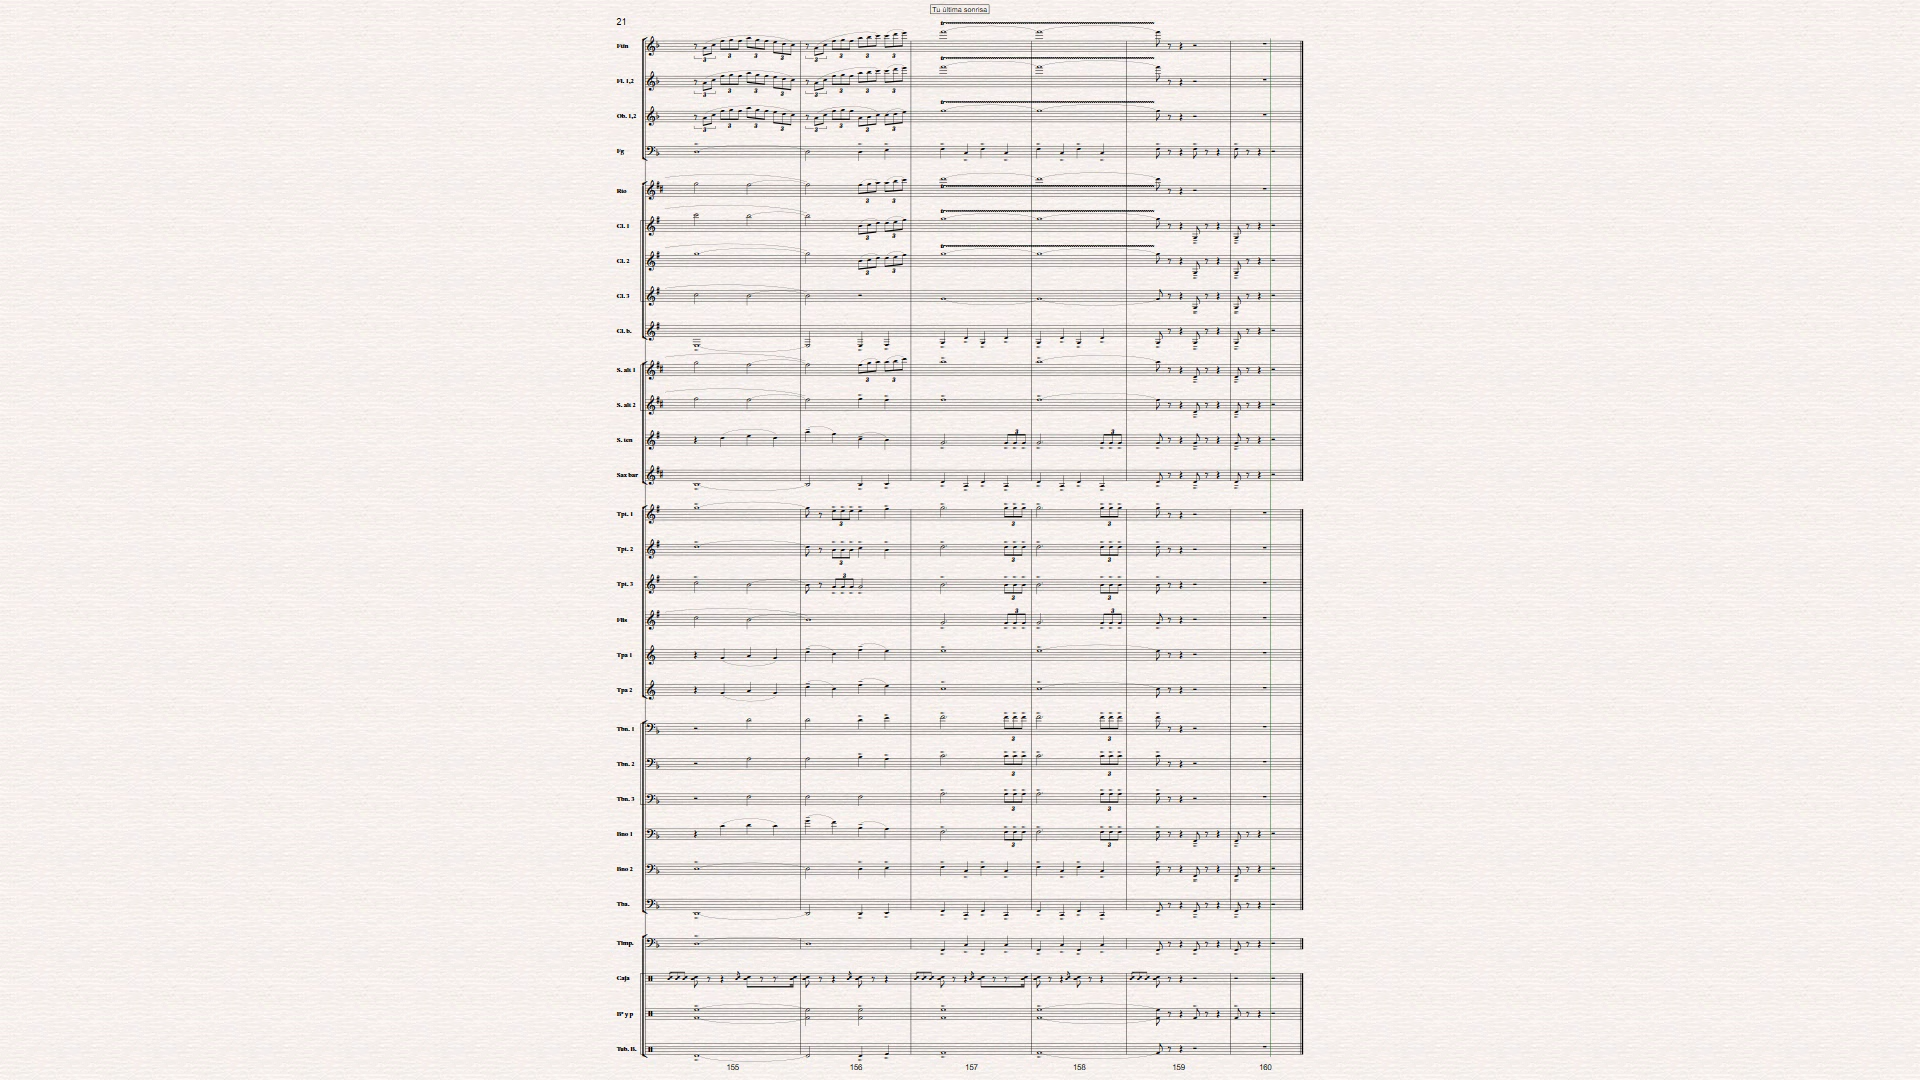 Tu última sonrisa
21
Ftín
Fl. 1,2
Ob. 1,2
Fg
Rlo
Cl. 1
Cl. 2
Cl. 3
Cl. b.
S. alt 1
S. alt 2
S. ten
Sax bar
Tpt. 1
Tpt. 2
Tpt. 3
Flis
Tpa 1
Tpa 2
Tbn. 1
Tbn. 2
Tbn. 3
Bno 1
Bno 2
Tba.
Timp.
Caja
Bº y p
Tub. B.
155 156 157 158 159 160